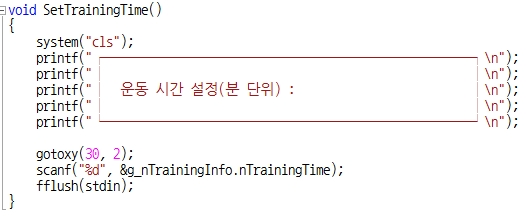 void SetTrainingTime()
{
system("cls");
printf("┌────────────────────────┐ \n");
printf("│ │ \n");
printf("│ 운동 시간 설정(분 단위) : │ \n");
printf("│ │ \n");
printf("└────────────────────────┘ \n");
gotoxy(30, 2);
scanf("%d", &g_nTrainingInfo.nTrainingTime);
fflush(stdin);
}